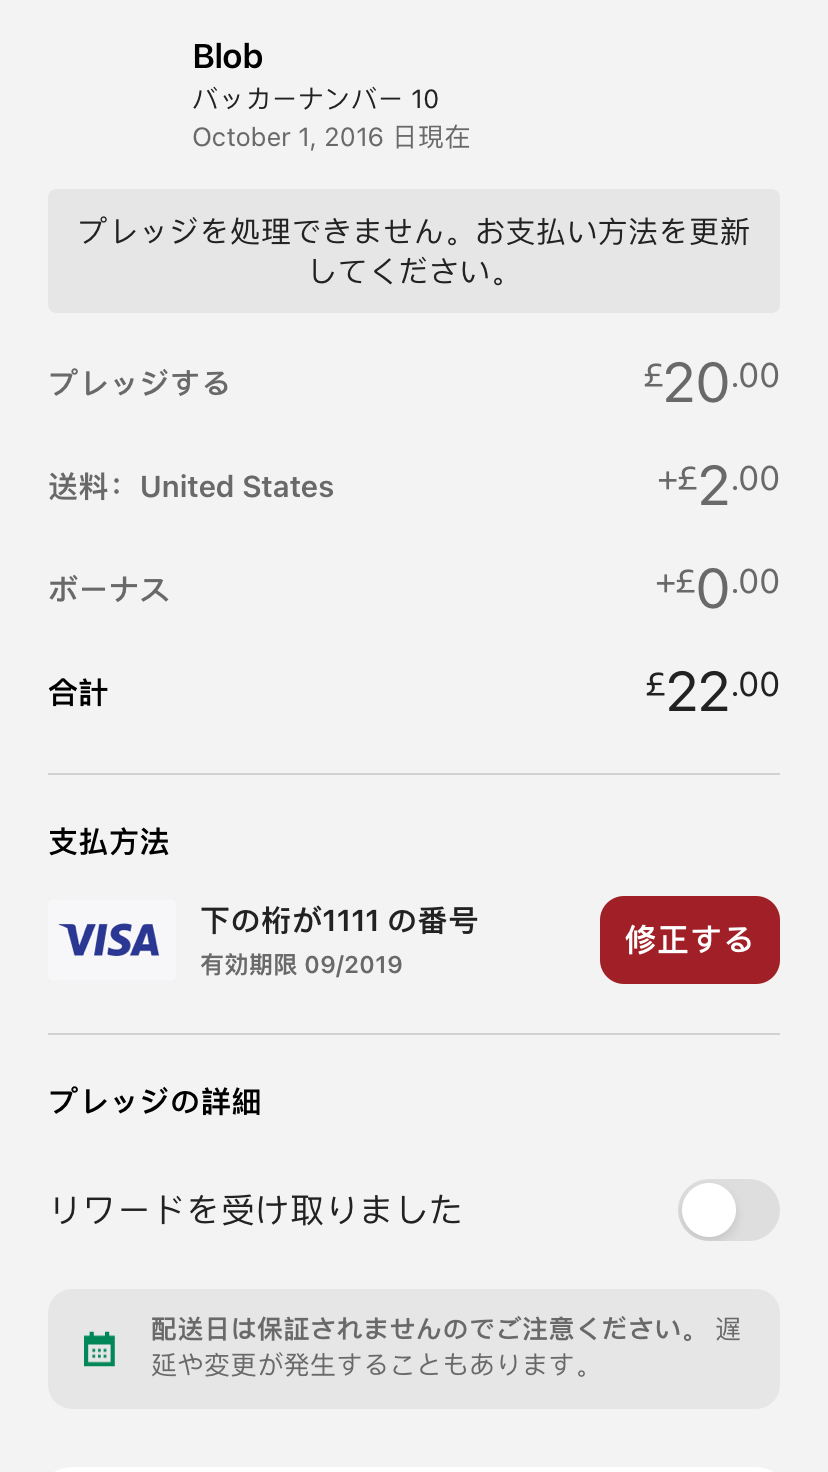 Blob
バッカーナンバー 10
October 1, 2016 日現在
プレッジを処理できません。お支払い方法を更新
してください。
プレッジする £20.00
送料： United States +£2.00
ボーナス +£0.00
合計 £22.00
支払方法
VISA
下の桁が1111 の番号
有効期限 09/2019
修正する
プレッジの詳細
リワードを受け取りました
配送日は保証されませんのでご注意ください。 遅
延や変更が発生することもあります。